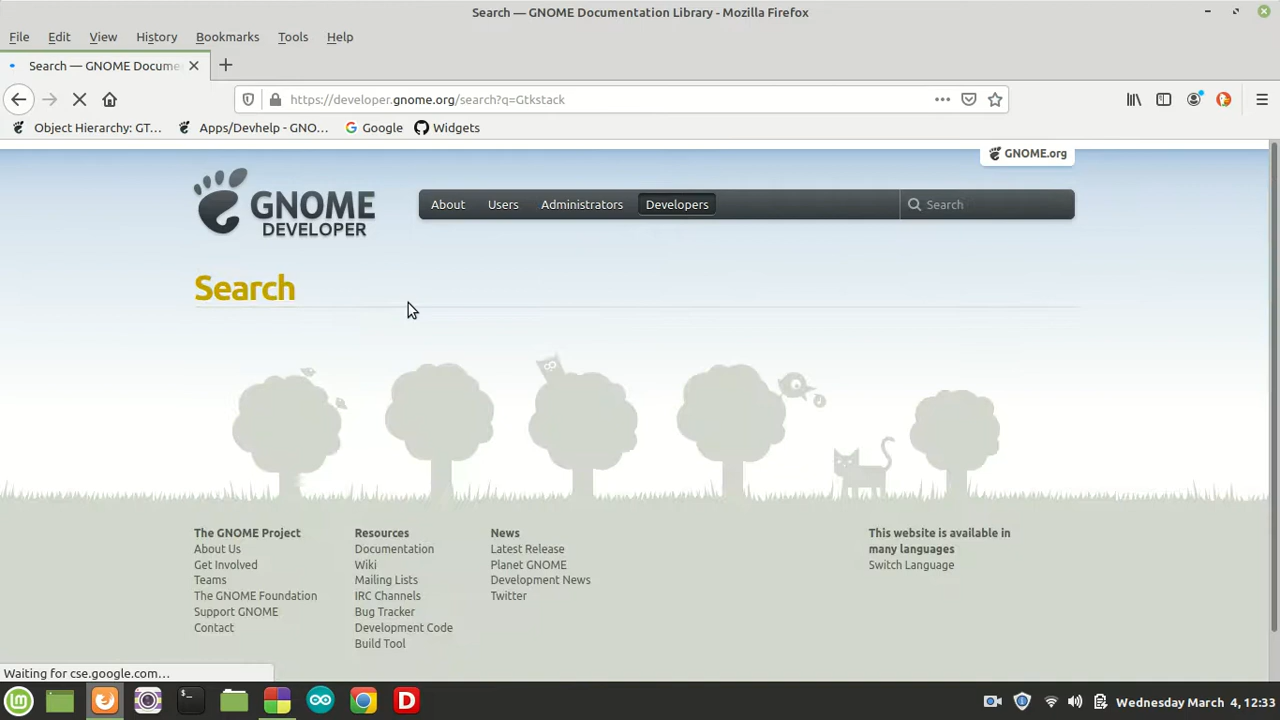 Search — GNOME Documentation Library - Mozilla Firefox
File Edit View History Bookmarks Tools Help
Search — GNOME Docume
https://developer.gnome.org/search?q=Gtkstack
Object Hierarchy: GT... Apps/Devhelp - GNO... Google Widgets
GNOME.org
GNOME
DEVELOPER
About Users Administrators Developers Search
Search
The GNOME Project
About Us
Get Involved
Teams
The GNOME Foundation
Support GNOME
Contact
Resources
Documentation
Wiki
Mailing Lists
IRC Channels
Bug Tracker
Development Code
Build Tool
News
Latest Release
Planet GNOME
Development News
Twitter
This website is available in
many languages
Switch Language
Waiting for cse.google.com...
Wednesday March 4, 12:33